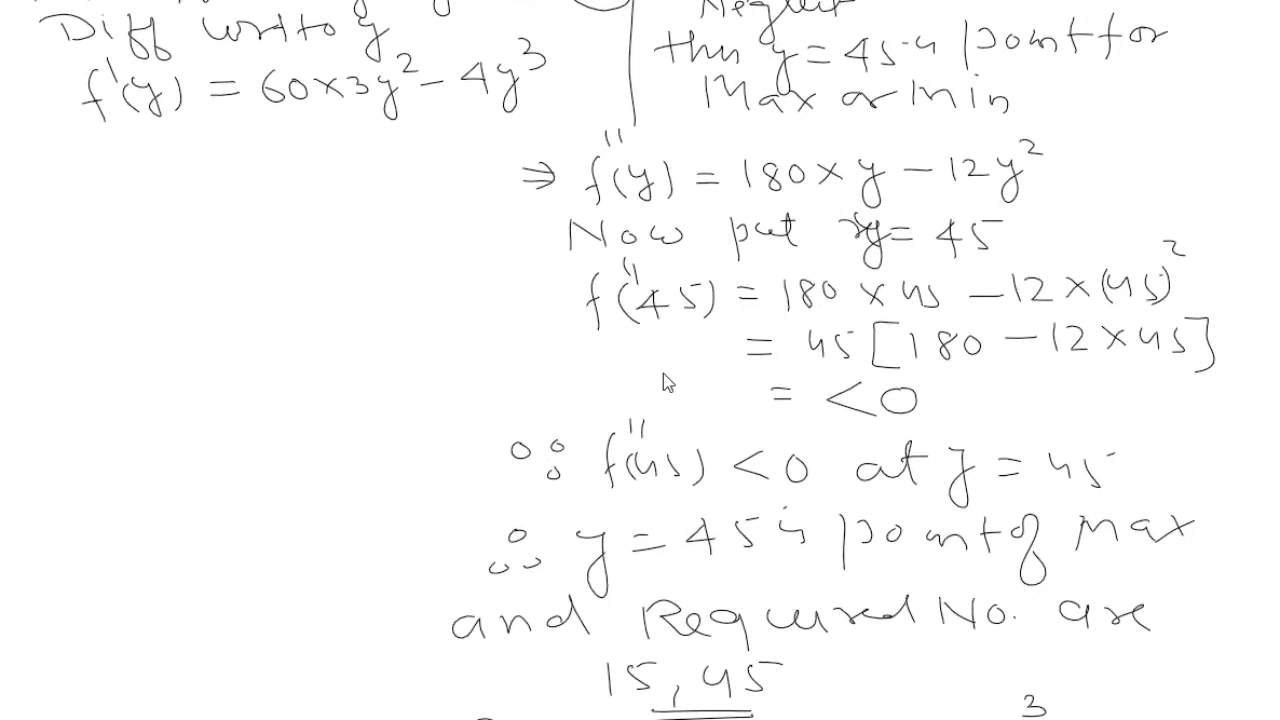 Diff wrt to y
f'(y) = 60×3y² - 4y³
Neglect
thus y = 45 is point for
Max or Min
⇒ f''(y) = 180×y - 12y²
Now put y = 45
f''(45) = 180 × 45 - 12×(45)²
= 45[180 - 12×45]
= <0
∵ f''(45) <0 at y = 45
∴ y = 45 is point of Max
and Required No. are
15, 45
3